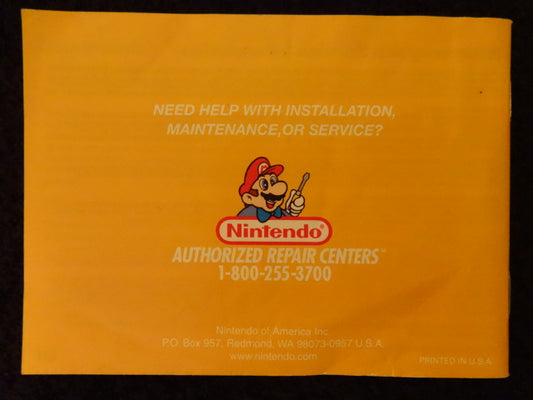 NEED HELP WITH INSTALLATION,
MAINTENANCE, OR SERVICE?
M
Nintendo®
AUTHORIZED REPAIR CENTERS℠
1-800-255-3700
Nintendo of America Inc.
P.O. Box 957, Redmond, WA 98073-0957 U.S.A.
www.nintendo.com
PRINTED IN U.S.A.